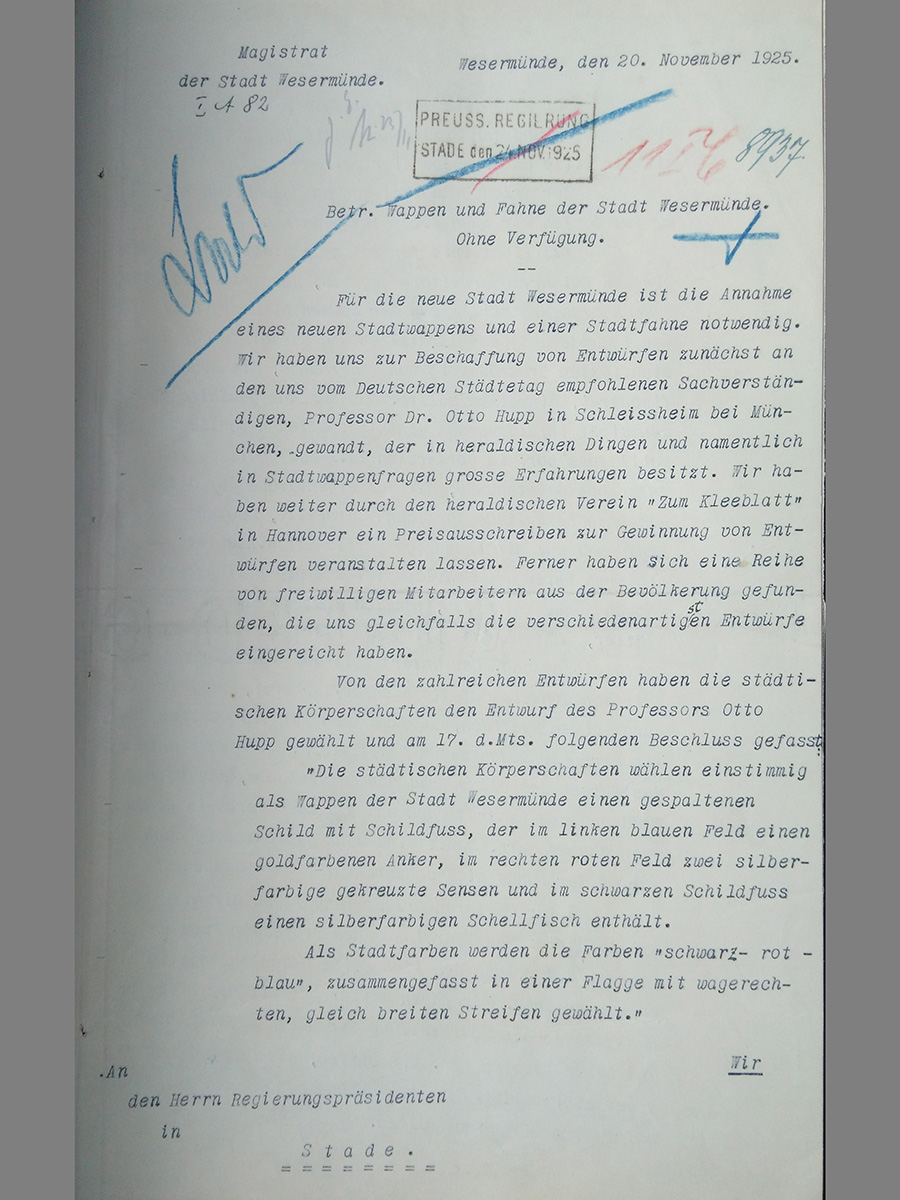 Magistrat
der Stadt Wesermünde.
I A 82
Wesermünde, den 20. November 1925.
PREUSS. REGIERUNG
STADE den 24. NOV. 1925
8937
Betr. Wappen und Fahne der Stadt Wesermünde.
Ohne Verfügung.
--
Für die neue Stadt Wesermünde ist die Annahme
eines neuen Stadtwappens und einer Stadtfahne notwendig.
Wir haben uns zur Beschaffung von Entwürfen zunächst an
den uns vom Deutschen Städtetag empfohlenen Sachverstän-
digen, Professor Dr. Otto Hupp in Schleissheim bei Mün-
chen, gewandt, der in heraldischen Dingen und namentlich
in Stadtwappenfragen grosse Erfahrungen besitzt. Wir ha-
ben weiter durch den heraldischen Verein "Zum Kleeblatt"
in Hannover ein Preisausschreiben zur Gewinnung von Ent-
würfen veranstalten lassen. Ferner haben sich eine Reihe
von freiwilligen Mitarbeitern aus der Bevölkerung gefun-
den, die uns gleichfalls die verschiedenartigsten Entwürfe
eingereicht haben.
Von den zahlreichen Entwürfen haben die städti-
schen Körperschaften den Entwurf des Professors Otto
Hupp gewählt und am 17. d.Mts. folgenden Beschluss gefasst:
"Die städtischen Körperschaften wählen einstimmig
als Wappen der Stadt Wesermünde einen gespaltenen
Schild mit Schildfuss, der im linken blauen Feld einen
goldfarbenen Anker, im rechten roten Feld zwei silber-
farbige gekreuzte Sensen und im schwarzen Schildfuss
einen silberfarbigen Schellfisch enthält.
Als Stadtfarben werden die Farben "schwarz- rot -
blau", zusammengefasst in einer Flagge mit wagerech-
ten, gleich breiten Streifen gewählt."
Wir
An
den Herrn Regierungspräsidenten
in
S t a d e .
= = = = = = = =